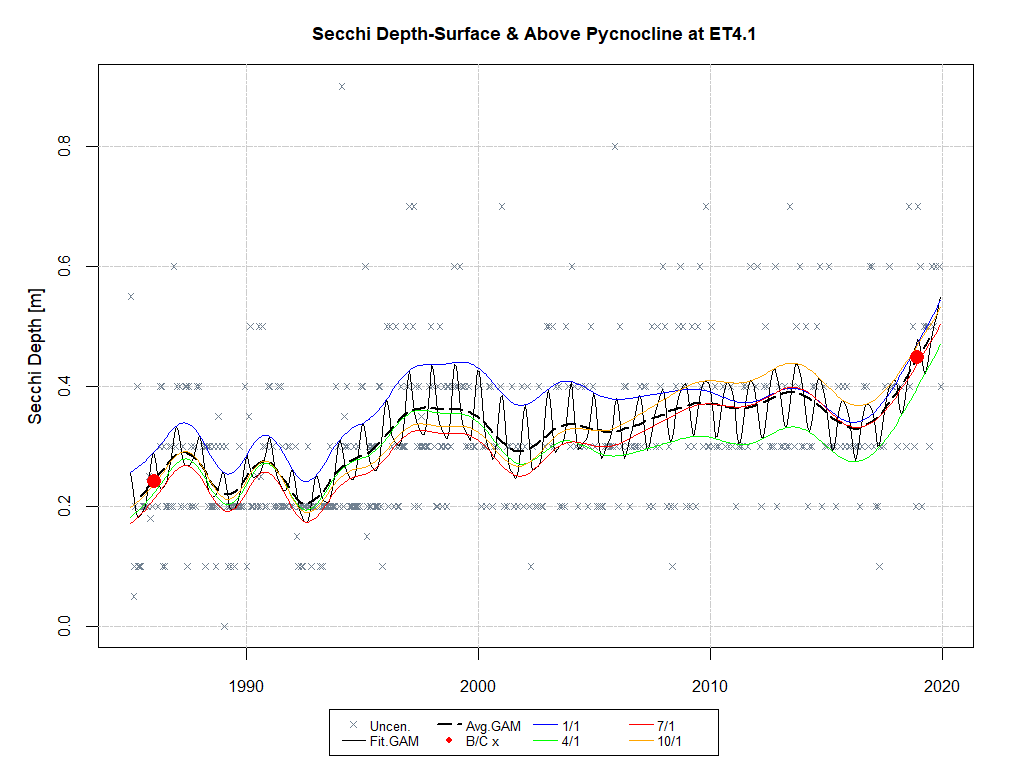 Secchi Depth-Surface & Above Pycnocline at ET4.1
Secchi Depth [m]
0.8
0.6
0.4
0.2
0.0
1990 2000 2010 2020
Uncen. Avg.GAM 1/1 7/1
Fit.GAM B/C x 4/1 10/1